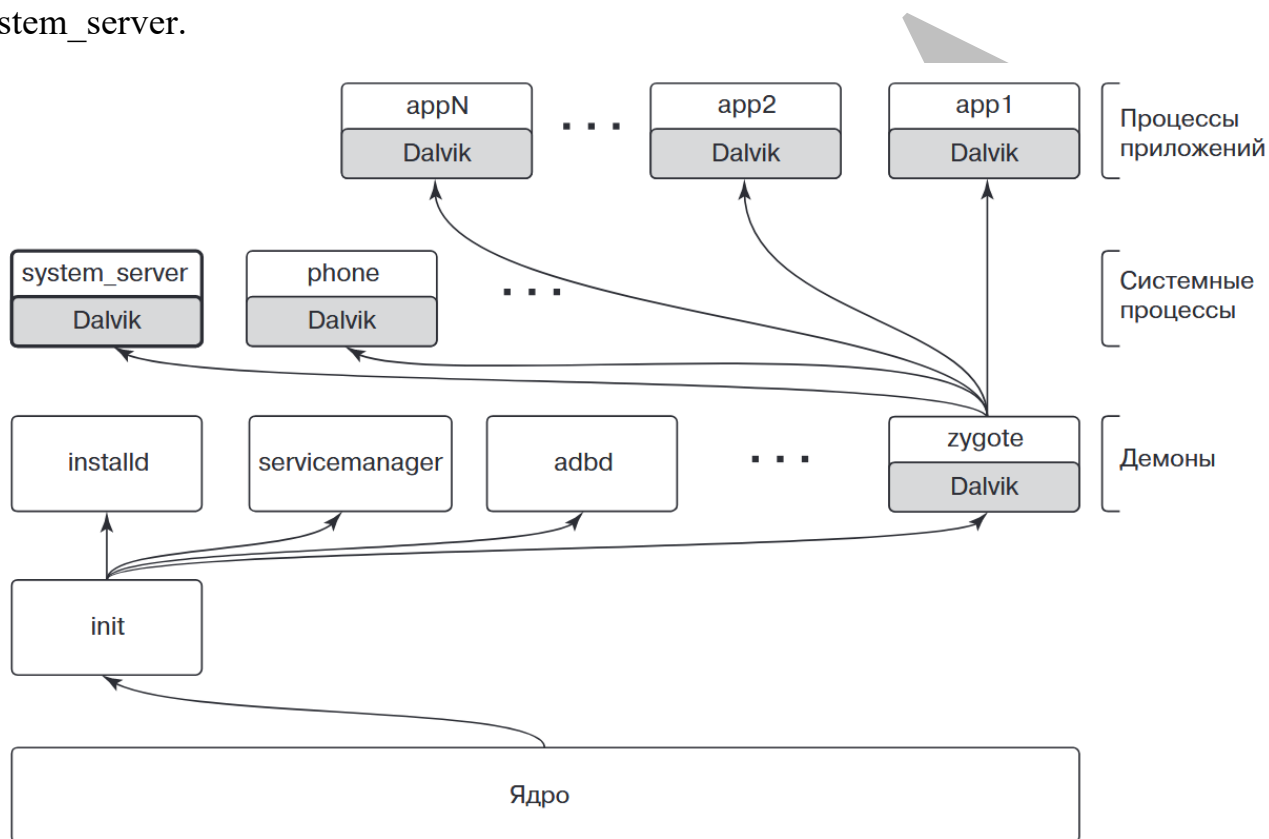 stem_server.
appN
app2
app1
Dalvik
Dalvik
Dalvik
Процессы
приложений
system_server
phone
Dalvik
Dalvik
Системные
процессы
installd
servicemanager
adbd
zygote
Dalvik
Демоны
init
Ядро